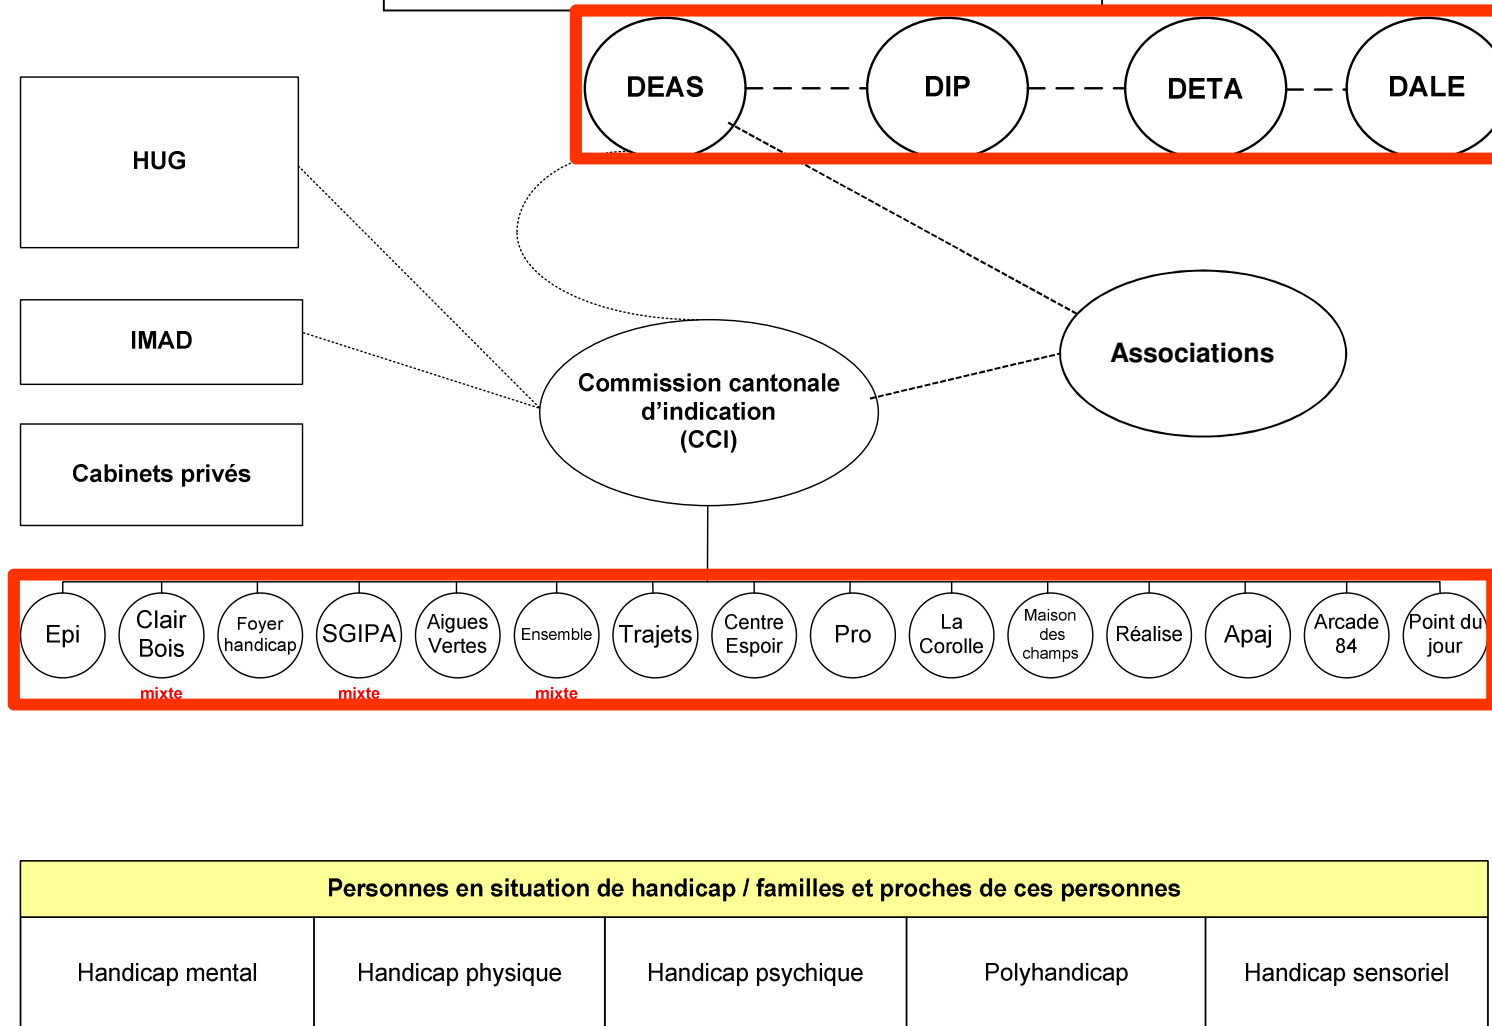 DEAS
DIP
DETA
DALE
HUG
IMAD
Cabinets privés
Associations
Commission cantonale
d’indication
(CCI)
Epi
Clair
Bois
mixte
Foyer
handicap
SGIPA
mixte
Aigues
Vertes
Ensemble
mixte
Trajets
Centre
Espoir
Pro
La
Corolle
Maison
des
champs
Réalise
Apaj
Arcade
84
Point du
jour
Personnes en situation de handicap / familles et proches de ces personnes
Handicap mental
Handicap physique
Handicap psychique
Polyhandicap
Handicap sensoriel